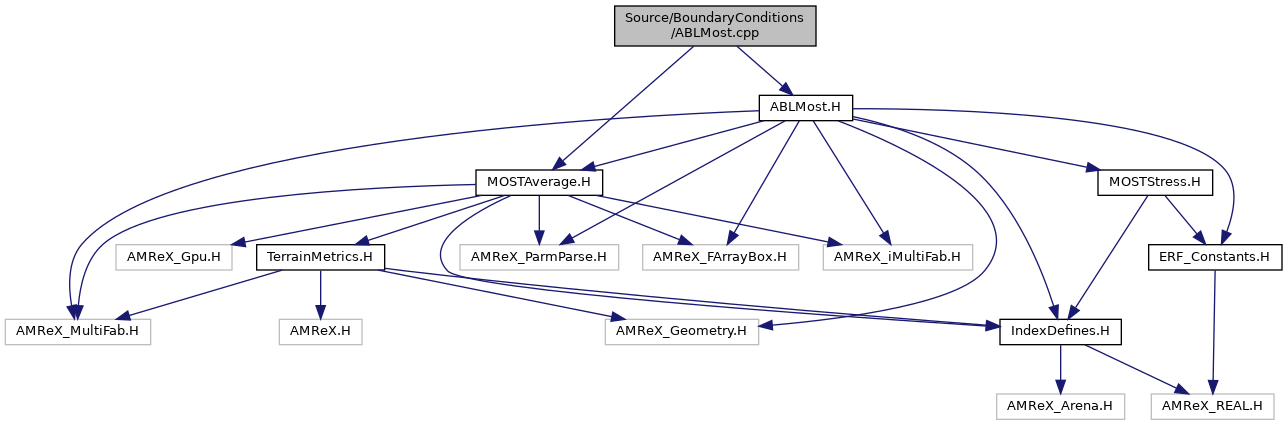 Source/BoundaryConditions
/ABLMost.cpp
ABLMost.H
MOSTAverage.H
MOSTStress.H
AMReX_Gpu.H
TerrainMetrics.H
AMReX_ParmParse.H
AMReX_FArrayBox.H
AMReX_iMultiFab.H
ERF_Constants.H
AMReX_MultiFab.H
AMReX.H
AMReX_Geometry.H
IndexDefines.H
AMReX_Arena.H
AMReX_REAL.H